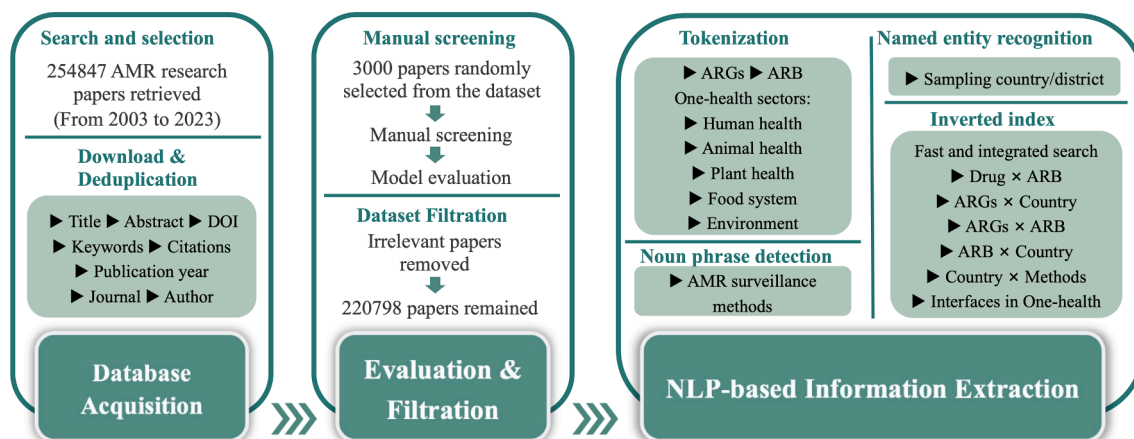 Search and selection
254847 AMR research
papers retrieved
(From 2003 to 2023)
Download &
Deduplication
▶ Title ▶ Abstract ▶ DOI
▶ Keywords ▶ Citations
▶ Publication year
▶ Journal ▶ Author
Database
Acquisition
Manual screening
3000 papers randomly
selected from the dataset
Manual screening
Model evaluation
Dataset Filtration
Irrelevant papers
removed
220798 papers remained
Evaluation &
Filtration
Tokenization
▶ ARGs ▶ ARB
One-health sectors:
▶ Human health
▶ Animal health
▶ Plant health
▶ Food system
▶ Environment
Noun phrase detection
▶ AMR surveillance
methods
Named entity recognition
▶ Sampling country/district
Inverted index
Fast and integrated search
▶ Drug × ARB
▶ ARGs × Country
▶ ARGs × ARB
▶ ARB × Country
▶ Country × Methods
▶ Interfaces in One-health
NLP-based Information Extraction